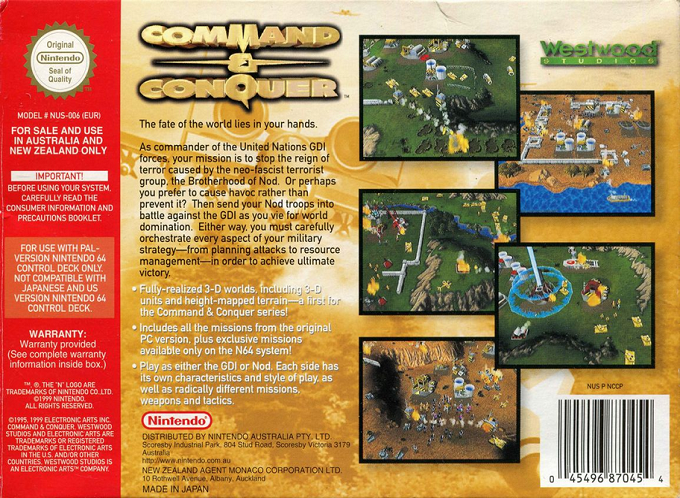 Original
Nintendo®
Seal of
Quality
TM
MODEL # NUS-006 (EUR)
FOR SALE AND USE
IN AUSTRALIA AND
NEW ZEALAND ONLY
IMPORTANT!
BEFORE USING YOUR SYSTEM,
CAREFULLY READ THE
CONSUMER INFORMATION AND
PRECAUTIONS BOOKLET.
FOR USE WITH PAL-
VERSION NINTENDO 64
CONTROL DECK ONLY.
NOT COMPATIBLE WITH
JAPANESE AND US
VERSION NINTENDO 64
CONTROL DECK.
WARRANTY:
Warranty provided
(See complete warranty
information inside box.)
™, ®, THE "N" LOGO ARE
TRADEMARKS OF NINTENDO CO.,LTD.
©1999 NINTENDO.
ALL RIGHTS RESERVED.
©1995, 1999 ELECTRONIC ARTS INC.
COMMAND & CONQUER, WESTWOOD
STUDIOS AND ELECTRONIC ARTS ARE
TRADEMARKS OR REGISTERED
TRADEMARKS OF ELECTRONIC ARTS
IN THE U.S. AND/OR OTHER
COUNTRIES. WESTWOOD STUDIOS IS
AN ELECTRONIC ARTS™ COMPANY.
COMMAND
&
CONQUER™
The fate of the world lies in your hands.
As commander of the United Nations GDI
forces, your mission is to stop the reign of
terror caused by the neo-fascist terrorist
group, the Brotherhood of Nod. Or perhaps
you prefer to cause havoc rather than
prevent it? Then send your Nod troops into
battle against the GDI as you vie for world
domination. Either way, you must carefully
orchestrate every aspect of your military
strategy—from planning attacks to resource
management—in order to achieve ultimate
victory.
• Fully-realized 3-D worlds, including 3-D
units and height-mapped terrain—a first for
the Command & Conquer series!
• Includes all the missions from the original
PC version, plus exclusive missions
available only on the N64 system!
• Play as either the GDI or Nod. Each side has
its own characteristics and style of play, as
well as radically different missions,
weapons and tactics.
Nintendo®
DISTRIBUTED BY NINTENDO AUSTRALIA PTY. LTD
Scoresby Industrial Park, 804 Stud Road, Scoresby Victoria 3179
Australia
http://www.nintendo.com.au
NEW ZEALAND AGENT MONACO CORPORATION LTD.
10 Rothwell Avenue, Albany, Auckland
MADE IN JAPAN
Westwood
STUDIOS
NUS P NCCP
0 45496 87045 4